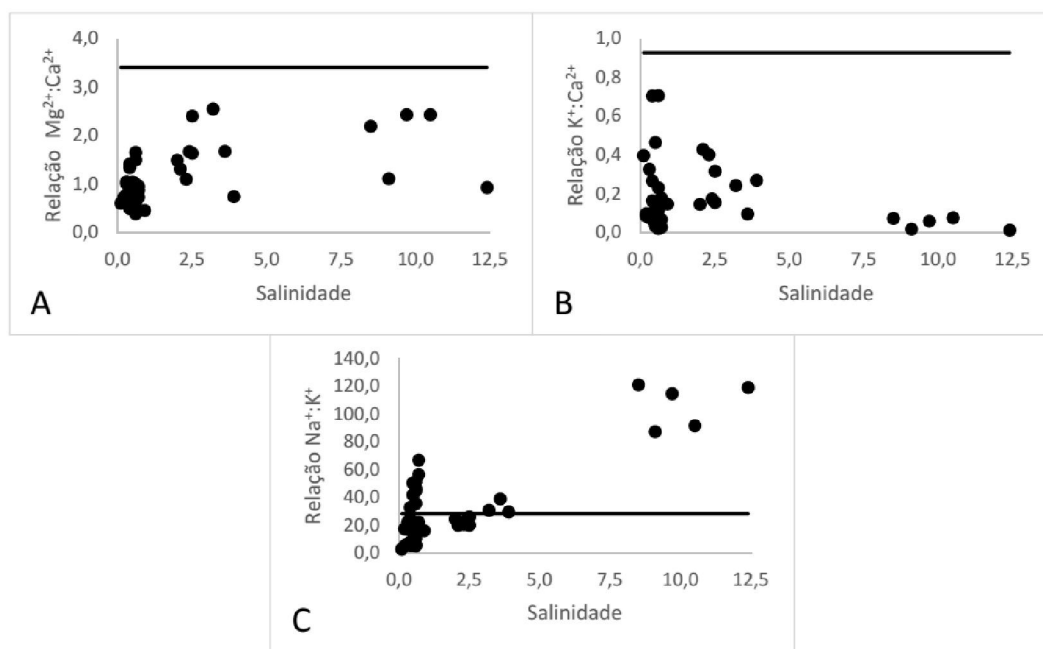 A
Relação Mg²⁺:Ca²⁺
4,0
3,0
2,0
1,0
0,0
0,0 2,5 5,0 7,5 10,0 12,5
Salinidade
B
Relação K⁺:Ca²⁺
1,0
0,8
0,6
0,4
0,2
0,0
0,0 2,5 5,0 7,5 10,0 12,5
Salinidade
C
Relação Na⁺:K⁺
140,0
120,0
100,0
80,0
60,0
40,0
20,0
0,0
0,0 2,5 5,0 7,5 10,0 12,5
Salinidade